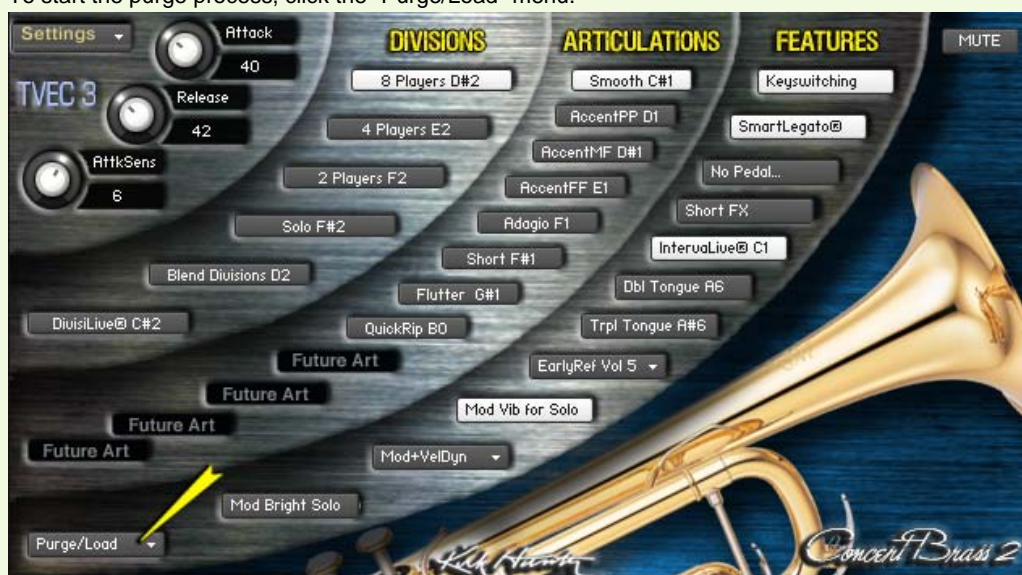 To start the purge process, click the "Purge/Load" menu.
Settings
Attack
40
DIVISIONS
ARTICULATIONS
FEATURES
MUTE
TVEC 3
Release
42
AttkSens
6
8 Players D#2
4 Players E2
2 Players F2
Solo F#2
Blend Divisions D2
DivisiLive® C#2
Smooth C#1
AccentPP D1
AccentMF D#1
AccentFF E1
Adagio F1
Short F#1
Flutter G#1
QuickRip B0
Future Art
Future Art
Future Art
Future Art
Keyswitching
SmartLegato®
No Pedal...
Short FX
IntervaLive® C1
Dbl Tongue A6
Trpl Tongue A#6
EarlyRef Vol 5
Mod Vib for Solo
Mod+VelDyn
Mod Bright Solo
Purge/Load
Kirk Hunter
Concert Brass 2